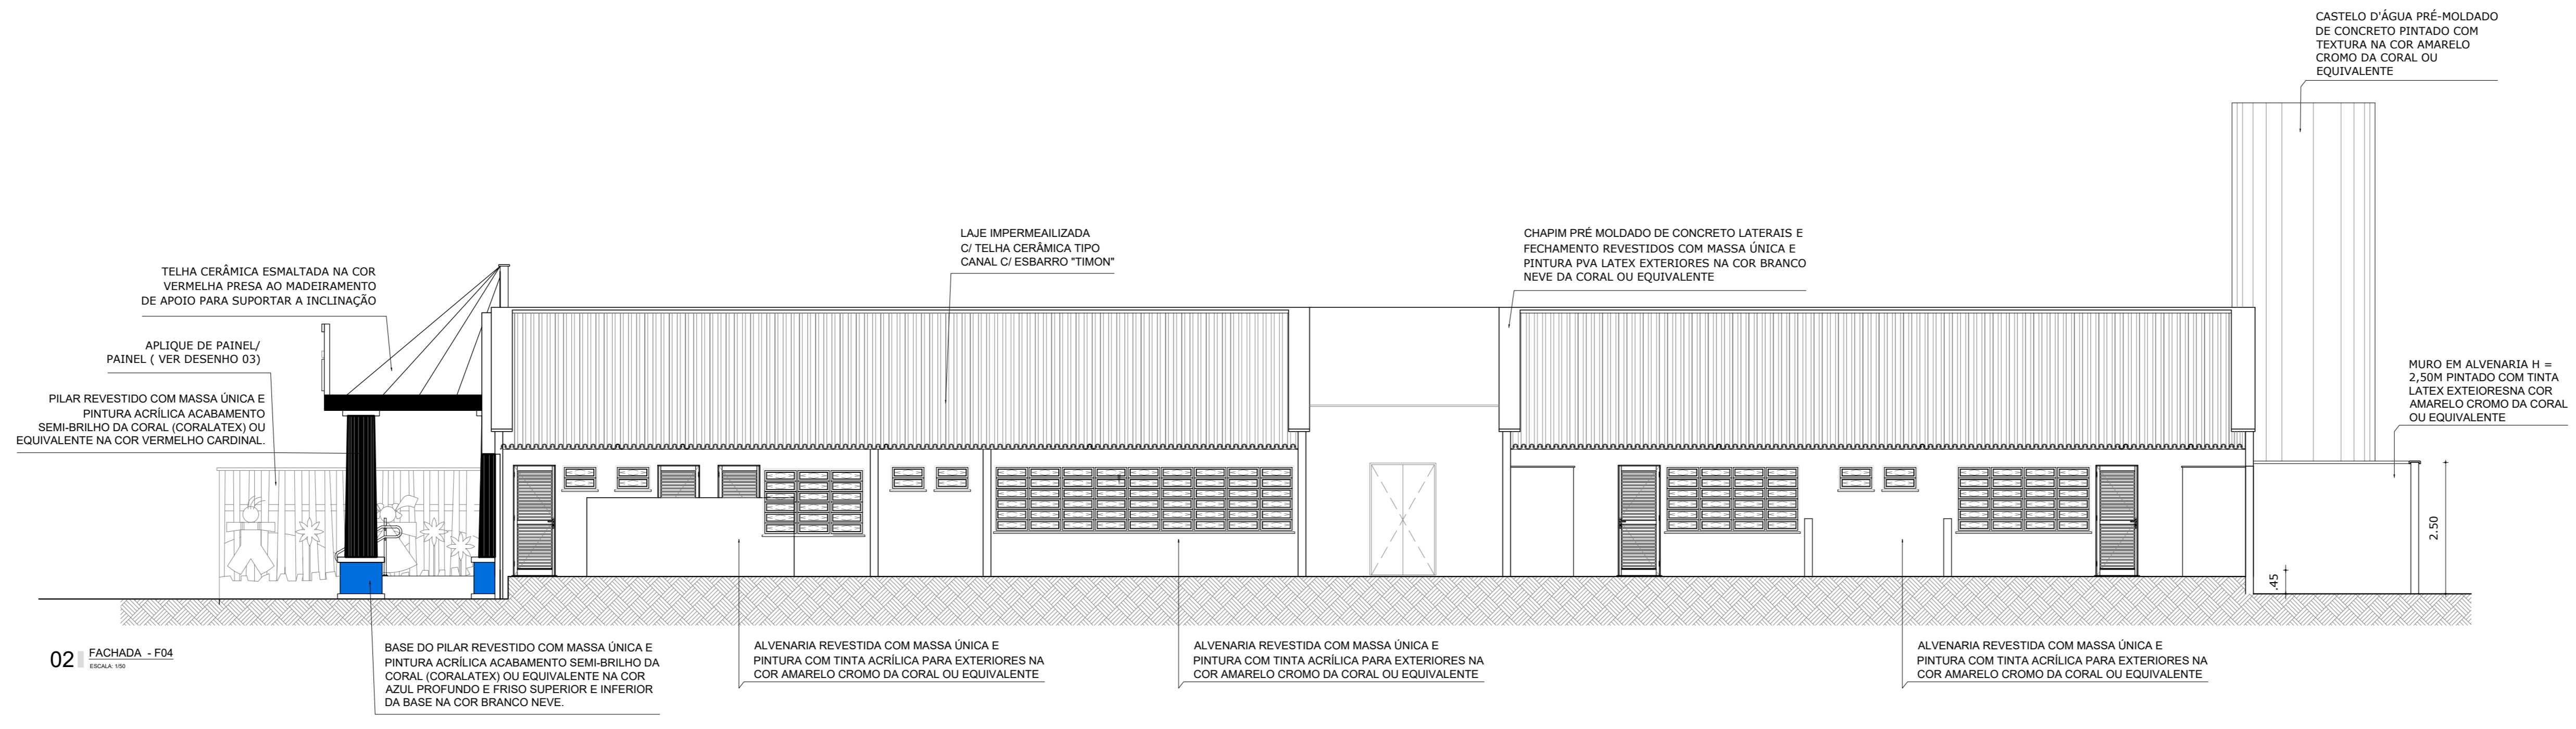 CASTELO D'ÁGUA PRÉ-MOLDADO
DE CONCRETO PINTADO COM
TEXTURA NA COR AMARELO
CROMO DA CORAL OU
EQUIVALENTE
LAJE IMPERMEAILIZADA
C/ TELHA CERÂMICA TIPO
CANAL C/ ESBARRO "TIMON"
CHAPIM PRÉ MOLDADO DE CONCRETO LATERAIS E
FECHAMENTO REVESTIDOS COM MASSA ÚNICA E
PINTURA PVA LATEX EXTERIORES NA COR BRANCO
NEVE DA CORAL OU EQUIVALENTE
TELHA CERÂMICA ESMALTADA NA COR
VERMELHA PRESA AO MADEIRAMENTO
DE APOIO PARA SUPORTAR A INCLINAÇÃO
APLIQUE DE PAINEL/
PAINEL ( VER DESENHO 03)
PILAR REVESTIDO COM MASSA ÚNICA E
PINTURA ACRÍLICA ACABAMENTO
SEMI-BRILHO DA CORAL (CORALATEX) OU
EQUIVALENTE NA COR VERMELHO CARDINAL.
MURO EM ALVENARIA H =
2,50M PINTADO COM TINTA
LATEX EXTEIORESNA COR
AMARELO CROMO DA CORAL
OU EQUIVALENTE
2.50
.45
02 FACHADA - F04
ESCALA: 1/50
BASE DO PILAR REVESTIDO COM MASSA ÚNICA E
PINTURA ACRÍLICA ACABAMENTO SEMI-BRILHO DA
CORAL (CORALATEX) OU EQUIVALENTE NA COR
AZUL PROFUNDO E FRISO SUPERIOR E INFERIOR
DA BASE NA COR BRANCO NEVE.
ALVENARIA REVESTIDA COM MASSA ÚNICA E
PINTURA COM TINTA ACRÍLICA PARA EXTERIORES NA
COR AMARELO CROMO DA CORAL OU EQUIVALENTE
ALVENARIA REVESTIDA COM MASSA ÚNICA E
PINTURA COM TINTA ACRÍLICA PARA EXTERIORES NA
COR AMARELO CROMO DA CORAL OU EQUIVALENTE
ALVENARIA REVESTIDA COM MASSA ÚNICA E
PINTURA COM TINTA ACRÍLICA PARA EXTERIORES NA
COR AMARELO CROMO DA CORAL OU EQUIVALENTE